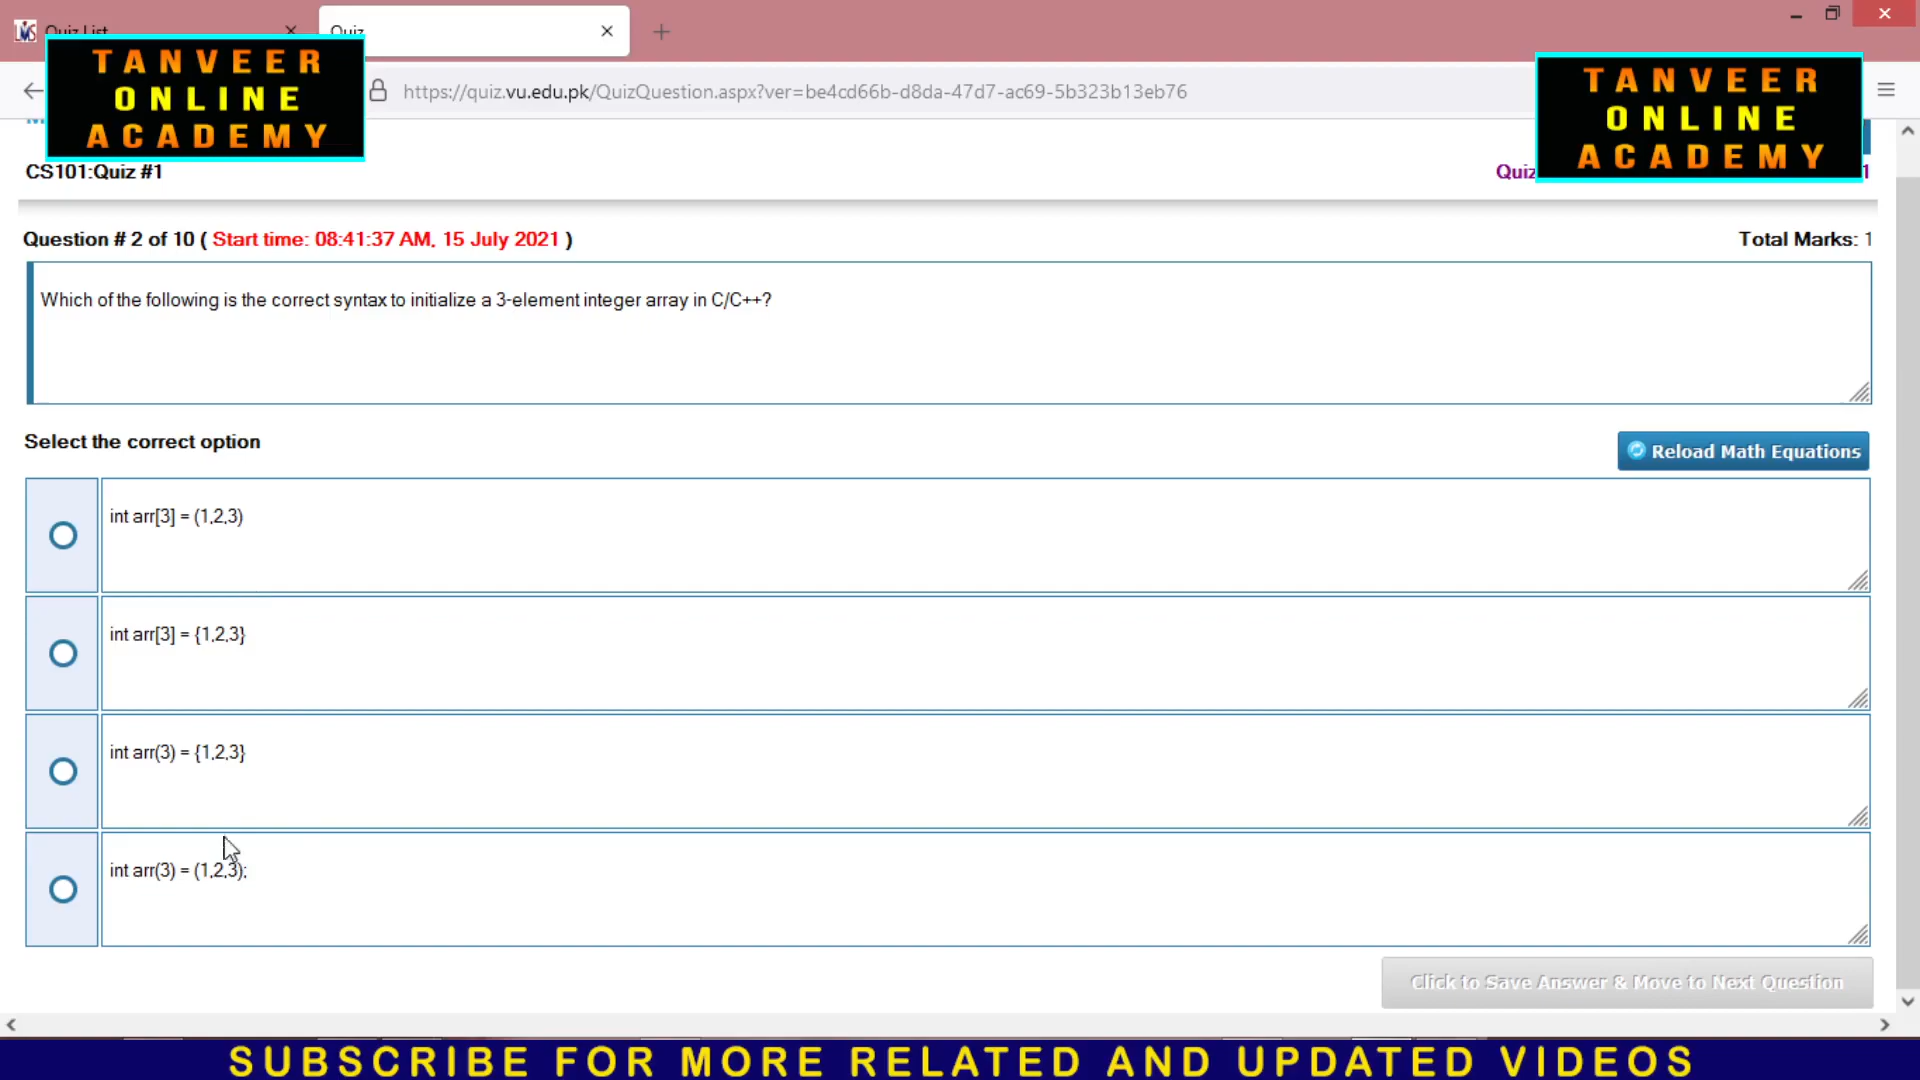 Quiz List
Quiz
TANVEER
ONLINE
ACADEMY
https://quiz.vu.edu.pk/QuizQuestion.aspx?ver=be4cd66b-d8da-47d7-ac69-5b323b13eb76
TANVEER
ONLINE
ACADEMY
CS101:Quiz #1
Quiz
Question # 2 of 10 ( Start time: 08:41:37 AM, 15 July 2021 )
Total Marks: 1
Which of the following is the correct syntax to initialize a 3-element integer array in C/C++?
Select the correct option
Reload Math Equations
int arr[3] = (1,2,3)
int arr[3] = {1,2,3}
int arr(3) = {1,2,3}
int arr(3) = (1,2,3);
Click to Save Answer & Move to Next Question
SUBSCRIBE FOR MORE RELATED AND UPDATED VIDEOS